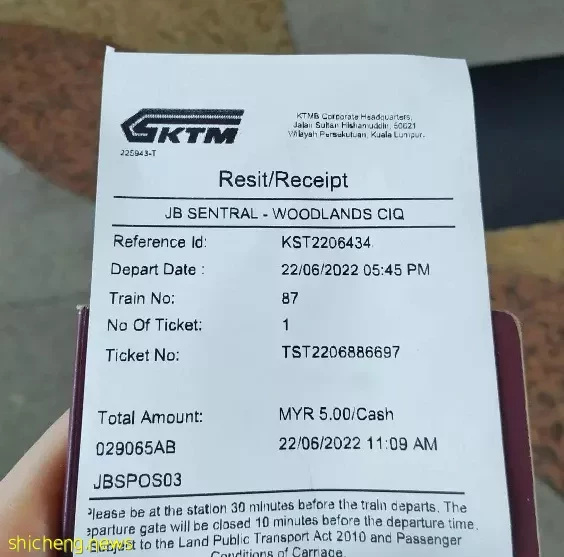 KTM
KTMB Corporate Headquarters,
Jalan Sultan Hishamuddin, 50621
Wilayah Persekutuan, Kuala Lumpur.
225943-T
Resit/Receipt
JB SENTRAL - WOODLANDS CIQ
Reference Id: KST2206434
Depart Date : 22/06/2022 05:45 PM
Train No: 87
No Of Ticket: 1
Ticket No: TST2206886697
Total Amount: MYR 5.00/Cash
029065AB 22/06/2022 11:09 AM
JBSPOS03
Please be at the station 30 minutes before the train departs. The
eparture gate will be closed 10 minutes before the departure time.
to the Land Public Transport Act 2010 and Passenger
Conditions of Carriage.
shicheng.news